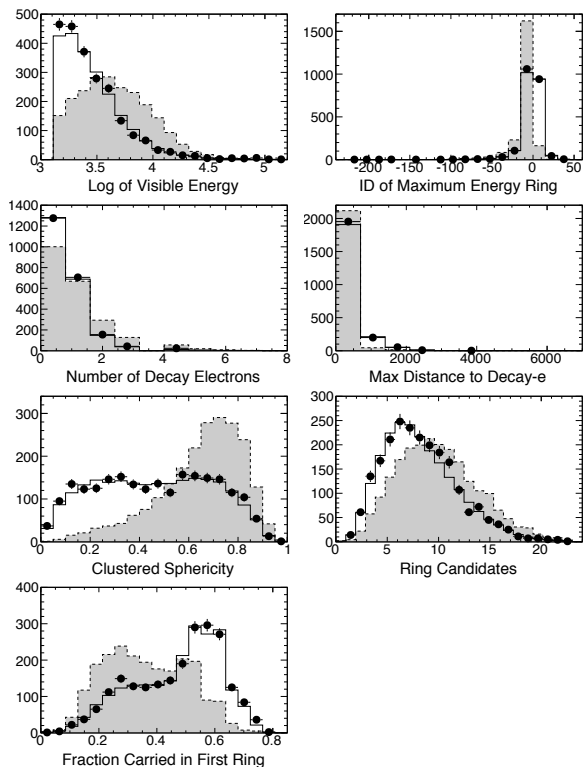 500
400
300
200
100
0
3 3.5 4 4.5 5
Log of Visible Energy
1500
1000
500
0
-200 -150 -100 -50 0 50
ID of Maximum Energy Ring
1400
1200
1000
800
600
400
200
0
0 2 4 6 8
Number of Decay Electrons
2000
1500
1000
500
0
0 2000 4000 6000
Max Distance to Decay-e
300
200
100
0
0 0.2 0.4 0.6 0.8 1
Clustered Sphericity
300
250
200
150
100
50
0
0 5 10 15 20
Ring Candidates
400
300
200
100
0
0 0.2 0.4 0.6 0.8
Fraction Carried in First Ring